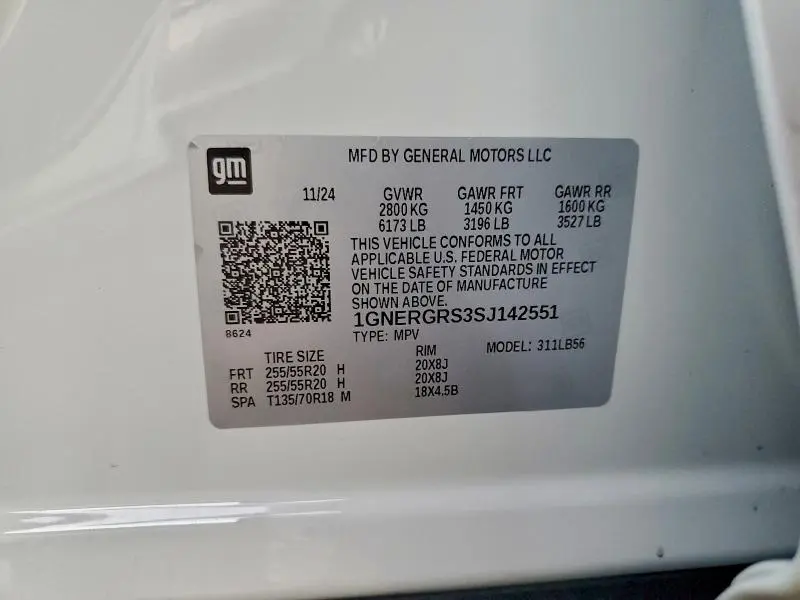 gm
MFD BY GENERAL MOTORS LLC
11/24 GVWR GAWR FRT GAWR RR
2800 KG 1450 KG 1600 KG
6173 LB 3196 LB 3527 LB
THIS VEHICLE CONFORMS TO ALL
APPLICABLE U.S. FEDERAL MOTOR
VEHICLE SAFETY STANDARDS IN EFFECT
ON THE DATE OF MANUFACTURE
SHOWN ABOVE.
1GNERGRS3SJ142551
8624
TYPE: MPV MODEL: 311LB56
TIRE SIZE RIM
FRT 255/55R20 H 20X8J
RR 255/55R20 H 20X8J
SPA T135/70R18 M 18X4.5B